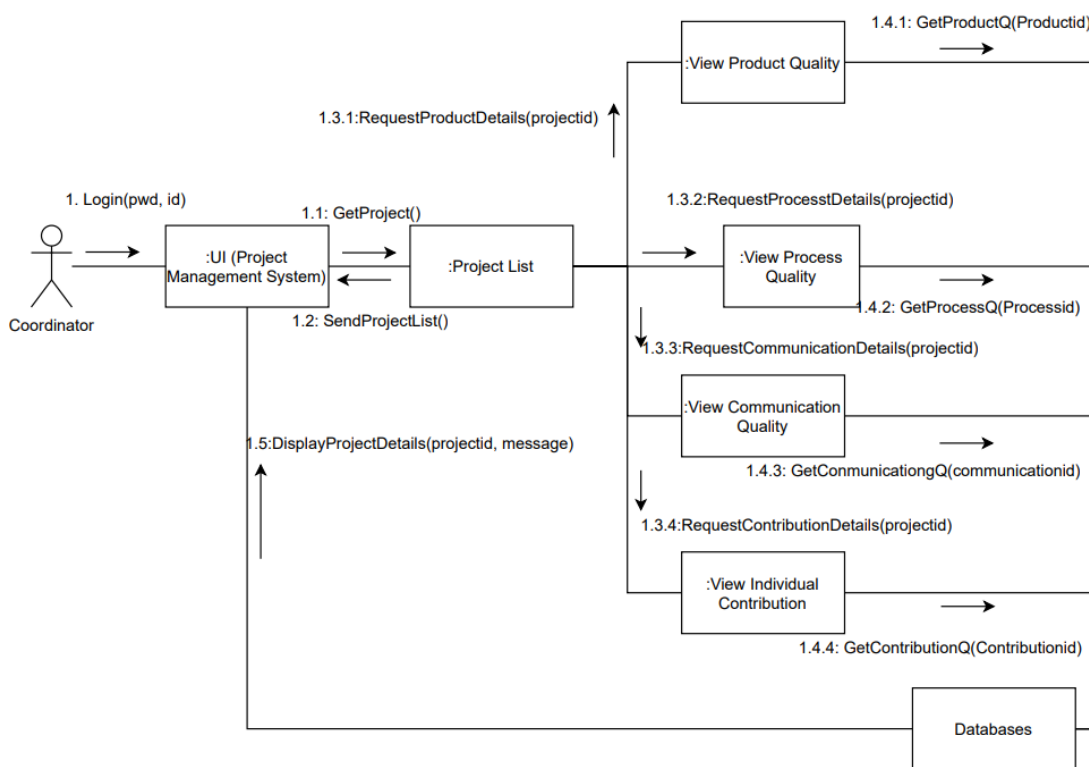 1.4.1: GetProductQ(Productid)
:View Product Quality
1.3.1:RequestProductDetails(projectid)
1. Login(pwd, id)
1.1: GetProject()
1.3.2:RequestProcesstDetails(projectid)
:UI (Project
Management System)
:Project List
:View Process
Quality
1.4.2: GetProcessQ(Processid)
Coordinator
1.2: SendProjectList()
1.3.3:RequestCommunicationDetails(projectid)
:View Communication
Quality
1.5:DisplayProjectDetails(projectid, message)
1.4.3: GetConmunicationgQ(communicationid)
1.3.4:RequestContributionDetails(projectid)
:View Individual
Contribution
1.4.4: GetContributionQ(Contributionid)
Databases